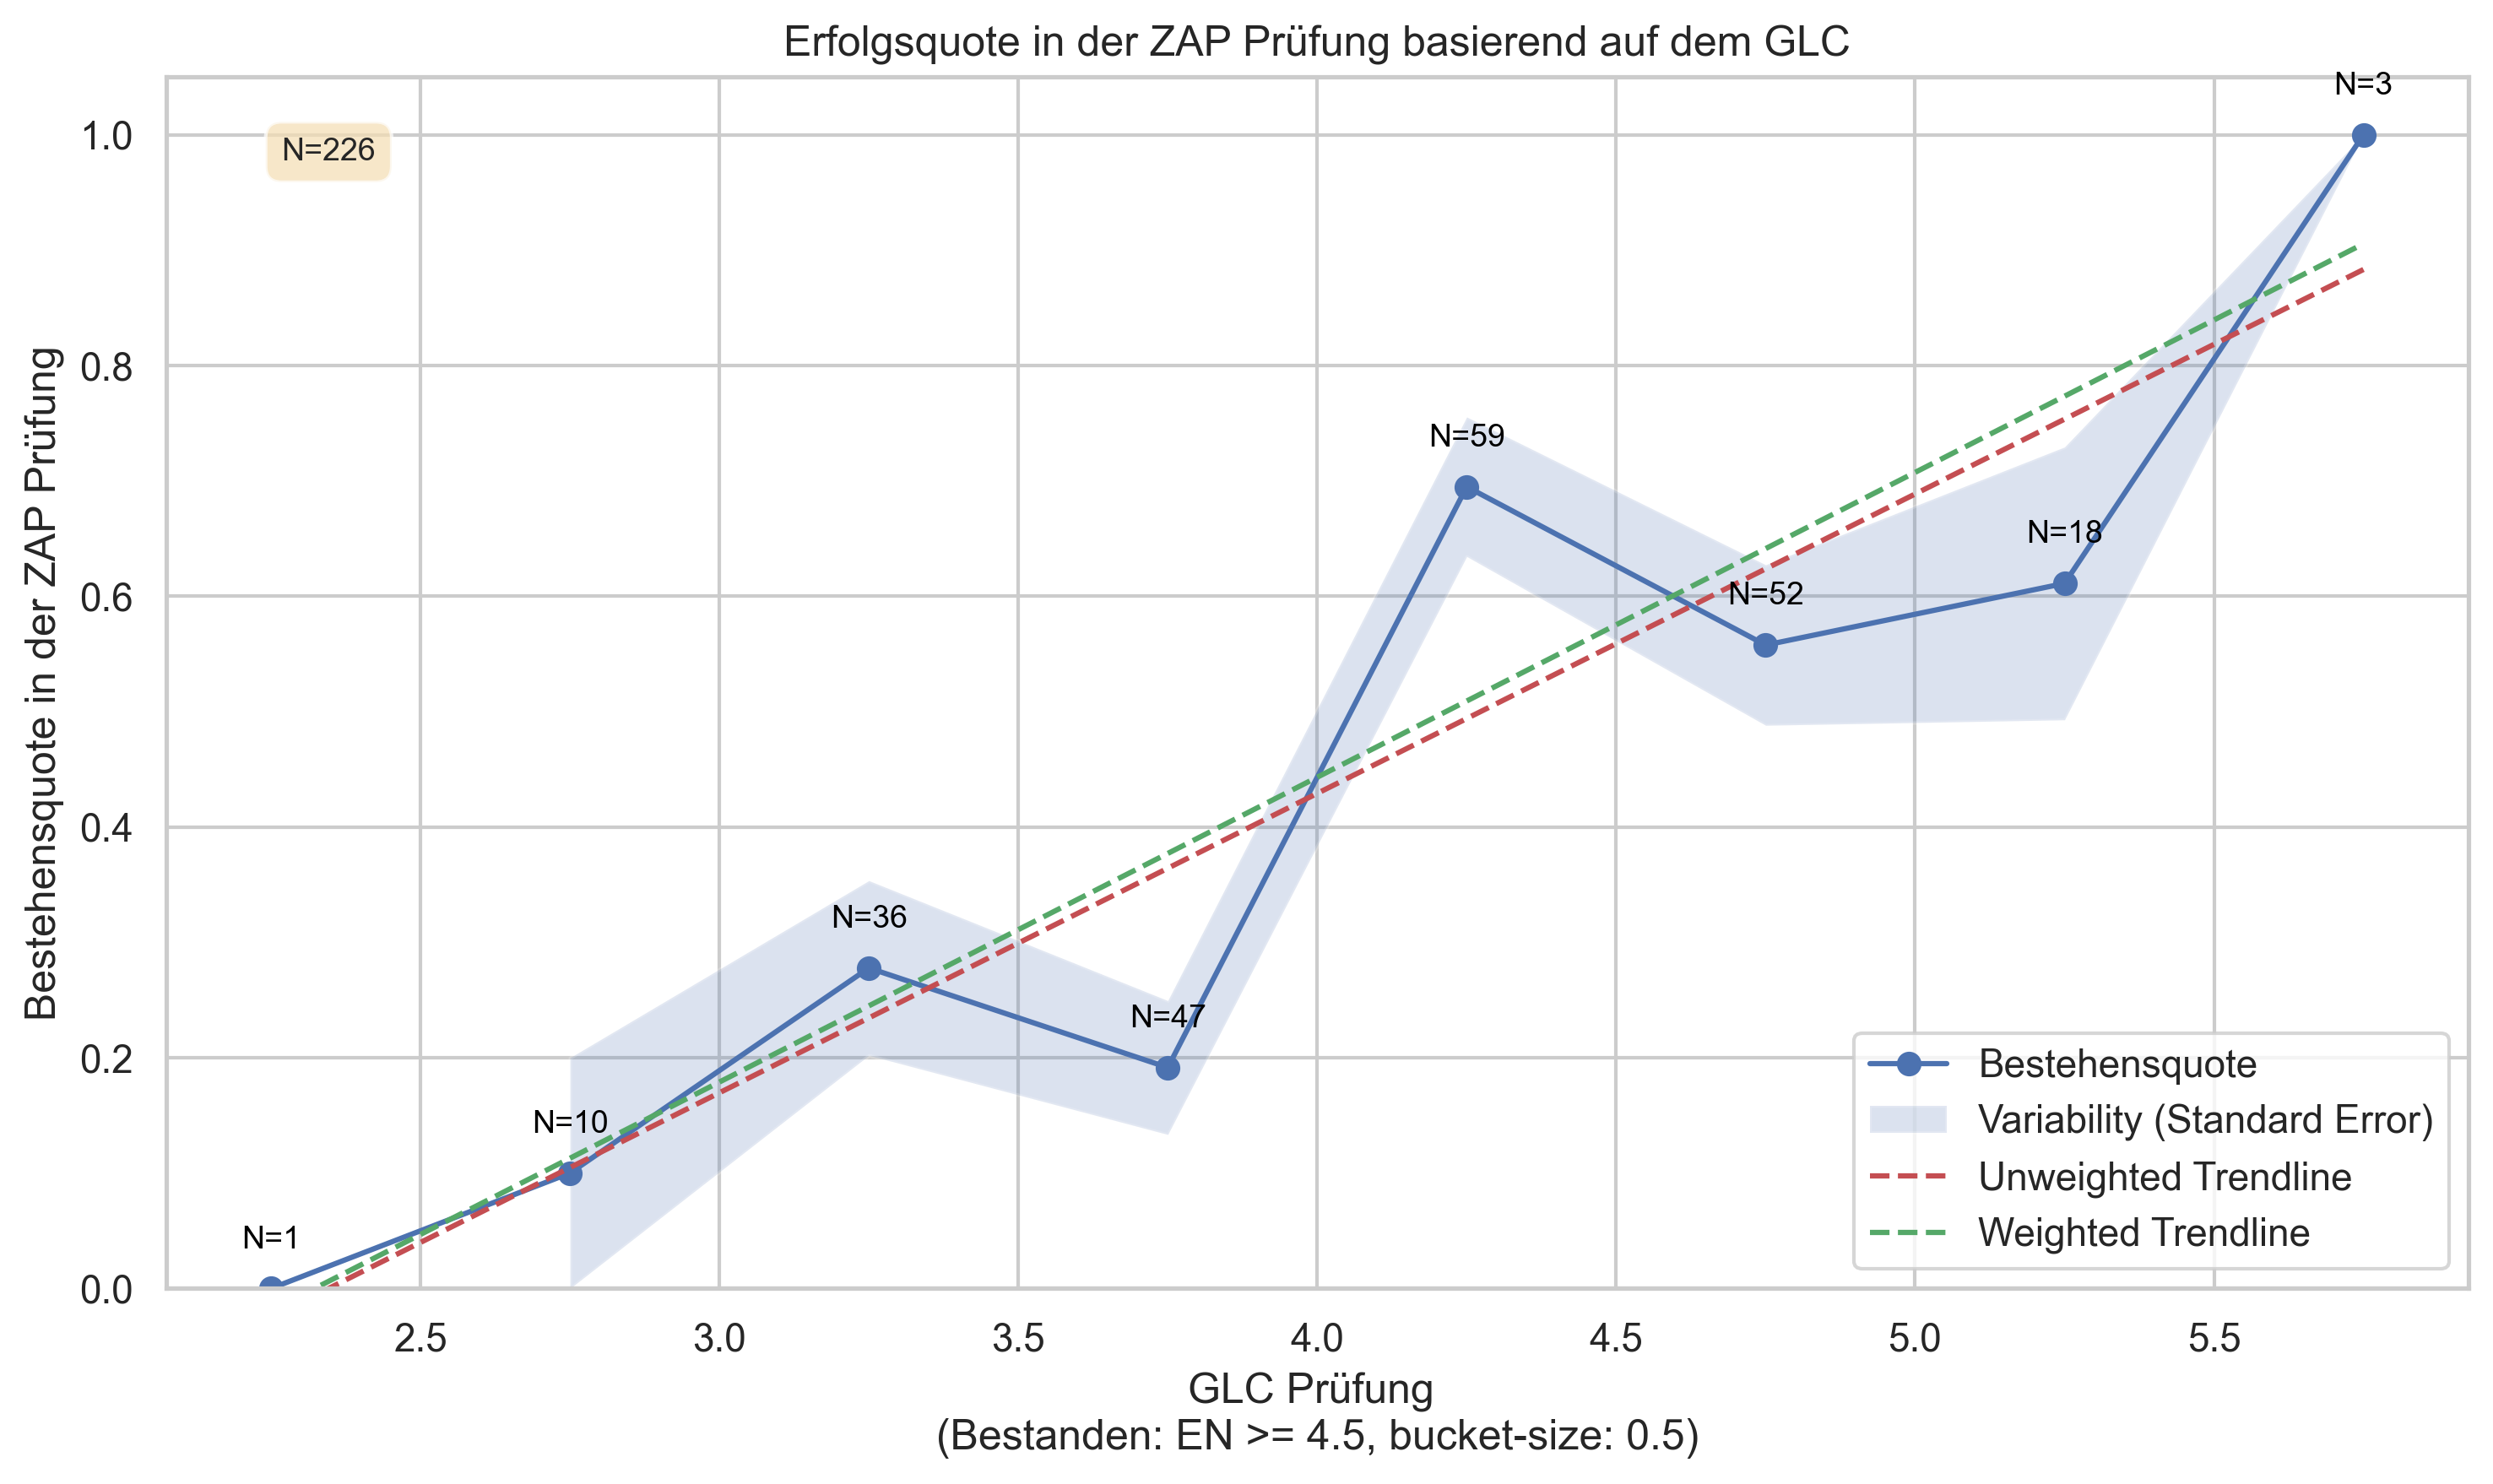 Erfolgsquote in der ZAP Prüfung basierend auf dem GLC
N=3
1.0
N=226
0.8
N=59
N=18
0.6
N=52
Bestehensquote in der ZAP Prüfung
0.4
N=36
N=47
0.2
N=10
N=1
0.0
Bestehensquote
Variability (Standard Error)
Unweighted Trendline
Weighted Trendline
2.5 3.0 3.5 4.0 4.5 5.0 5.5
GLC Prüfung
(Bestanden: EN >= 4.5, bucket-size: 0.5)